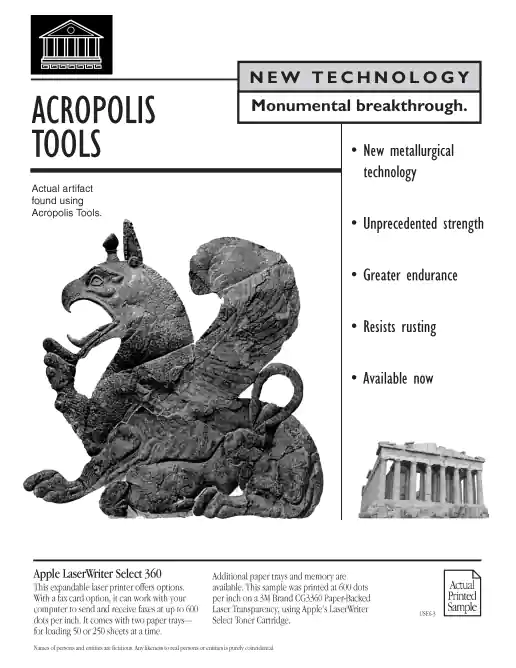 NEW TECHNOLOGY
Monumental breakthrough.
ACROPOLIS
TOOLS
Actual artifact
found using
Acropolis Tools.
• New metallurgical
technology
• Unprecedented strength
• Greater endurance
• Resists rusting
• Available now
Apple LaserWriter Select 360
This expandable laser printer offers options.
With a fax card option, it can work with your
computer to send and receive faxes at up to 600
dots per inch. It comes with two paper trays—
for loading 50 or 250 sheets at a time.
Additional paper trays and memory are
available. This sample was printed at 600 dots
per inch on a 3M Brand CG3360 Paper-Backed
Laser Transparency, using Apple's LaserWriter
Select Toner Cartridge.
Actual
Printed
Sample
Names of persons and entities are fictitious. Any likeness to real persons or entities is purely coincidental.